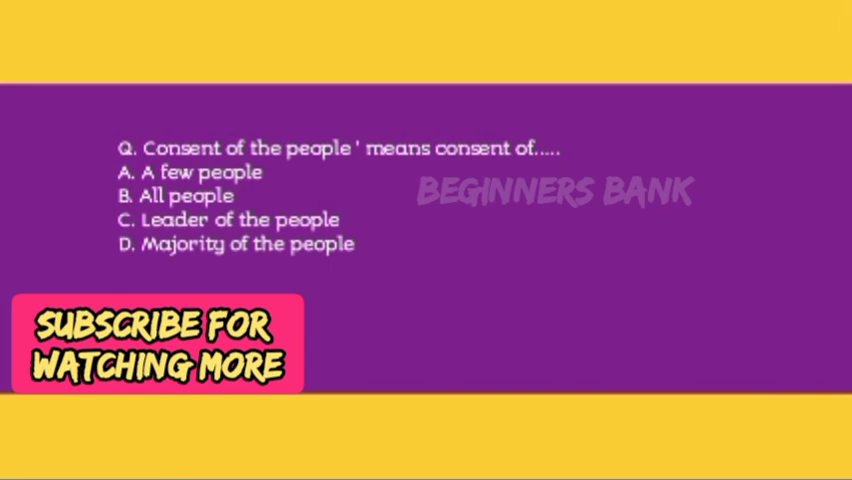 Q. Consent of the people ' means consent of.....
A. A few people
B. All people
C. Leader of the people
D. Majority of the people
BEGINNERS BANK
SUBSCRIBE FOR
WATCHING MORE